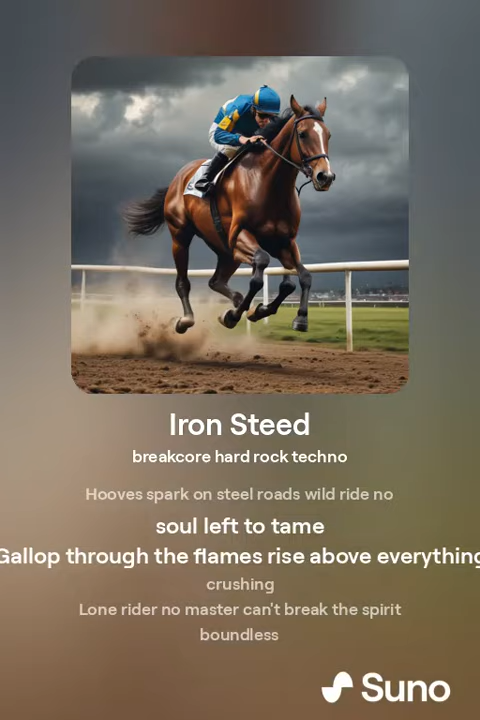 Iron Steed
breakcore hard rock techno
Hooves spark on steel roads wild ride no
soul left to tame
Gallop through the flames rise above everything
crushing
Lone rider no master can't break the spirit
boundless
Suno